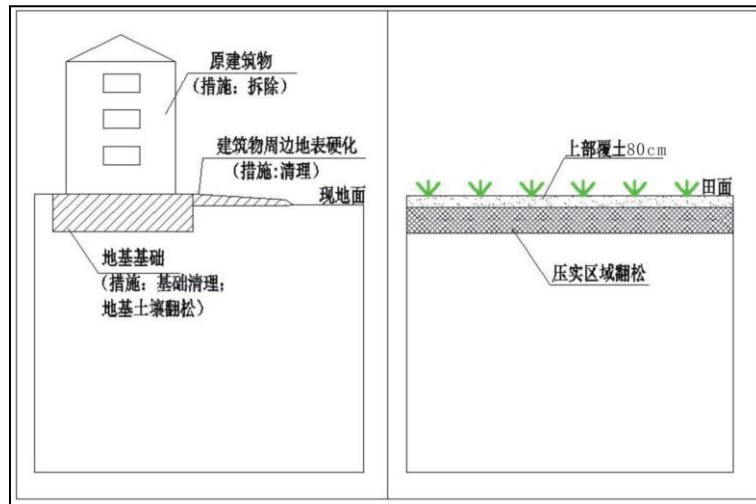 原建筑物
（措施：拆除）
建筑物周边地表硬化
（措施:清理）
现地面
地基基础
（措施：基础清理；
地基土壤翻松）
上部覆土80cm
田面
压实区域翻松